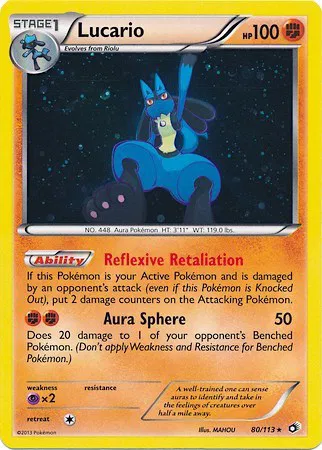 STAGE1
Lucario
HP100
Evolves from Riolu
NO. 448 Aura Pokémon HT: 3'11" WT: 119.0 lbs.
Ability Reflexive Retaliation
If this Pokémon is your Active Pokémon and is damaged
by an opponent's attack (even if this Pokémon is Knocked
Out), put 2 damage counters on the Attacking Pokémon.
Aura Sphere 50
Does 20 damage to 1 of your opponent's Benched
Pokémon. (Don't apply Weakness and Resistance for Benched
Pokémon.)
weakness resistance
×2
retreat
A well-trained one can sense
auras to identify and take in
the feelings of creatures over
half a mile away.
©2013 Pokémon
Illus. MAHOU
80/113★